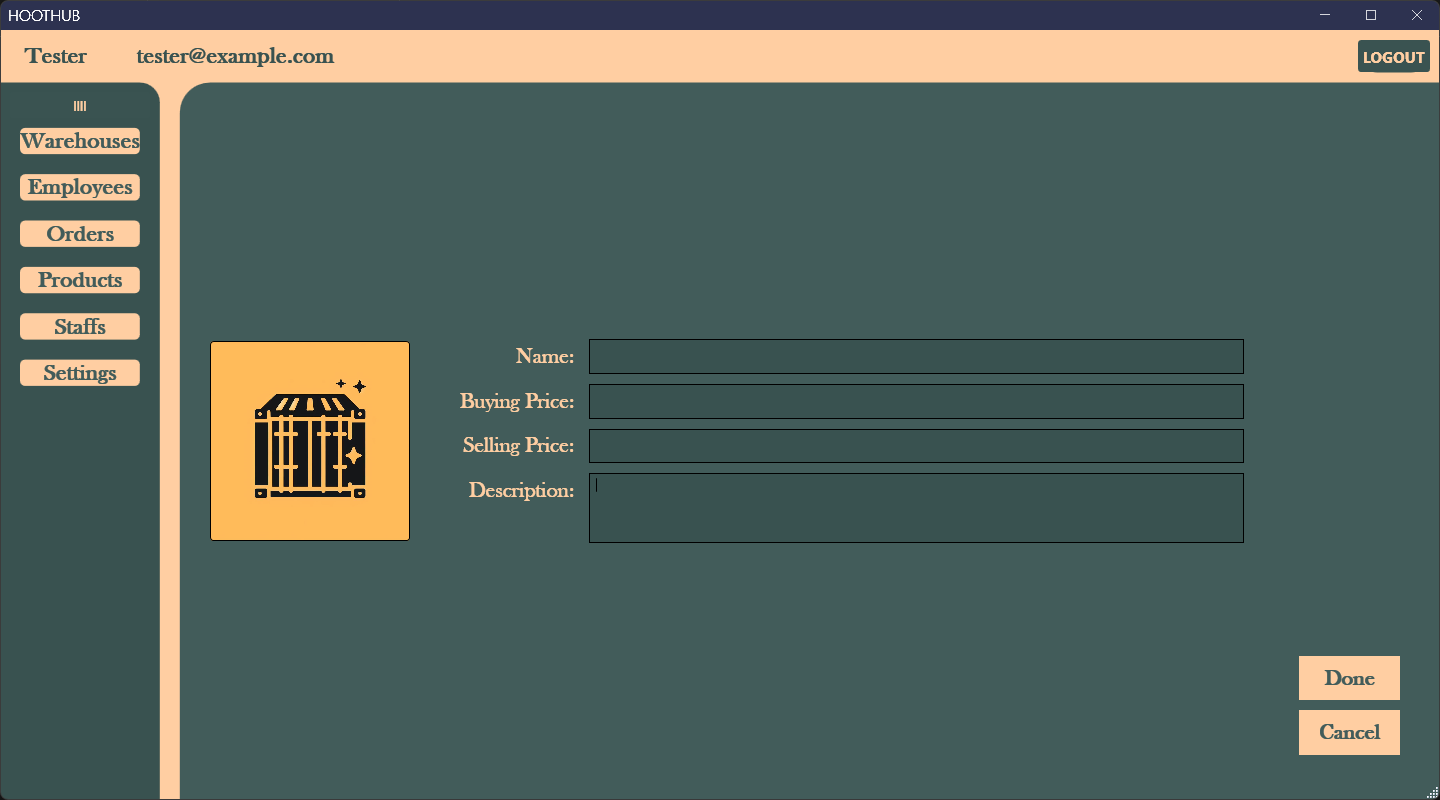 HOOTHUB
Tester tester@example.com LOGOUT
Warehouses
Employees
Orders
Products
Staffs
Settings
Name:
Buying Price:
Selling Price:
Description:
Done
Cancel